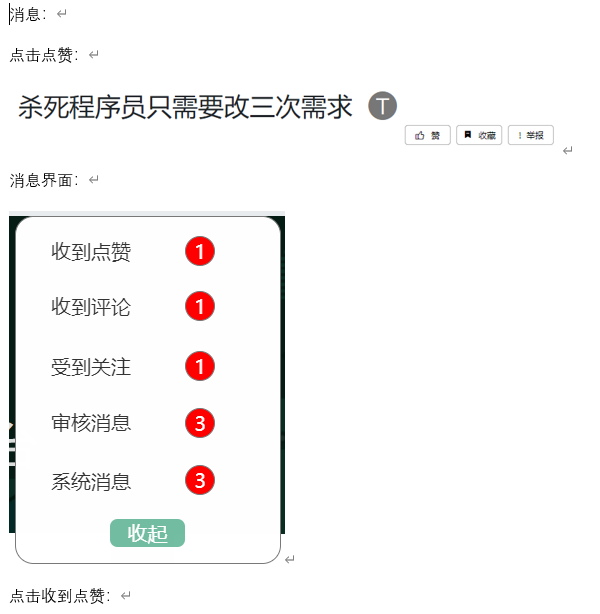 消息：
点击点赞：
杀死程序员只需要改三次需求 T
赞 收藏 ! 举报
消息界面：
收到点赞 1
收到评论 1
受到关注 1
审核消息 3
系统消息 3
收起
点击收到点赞：